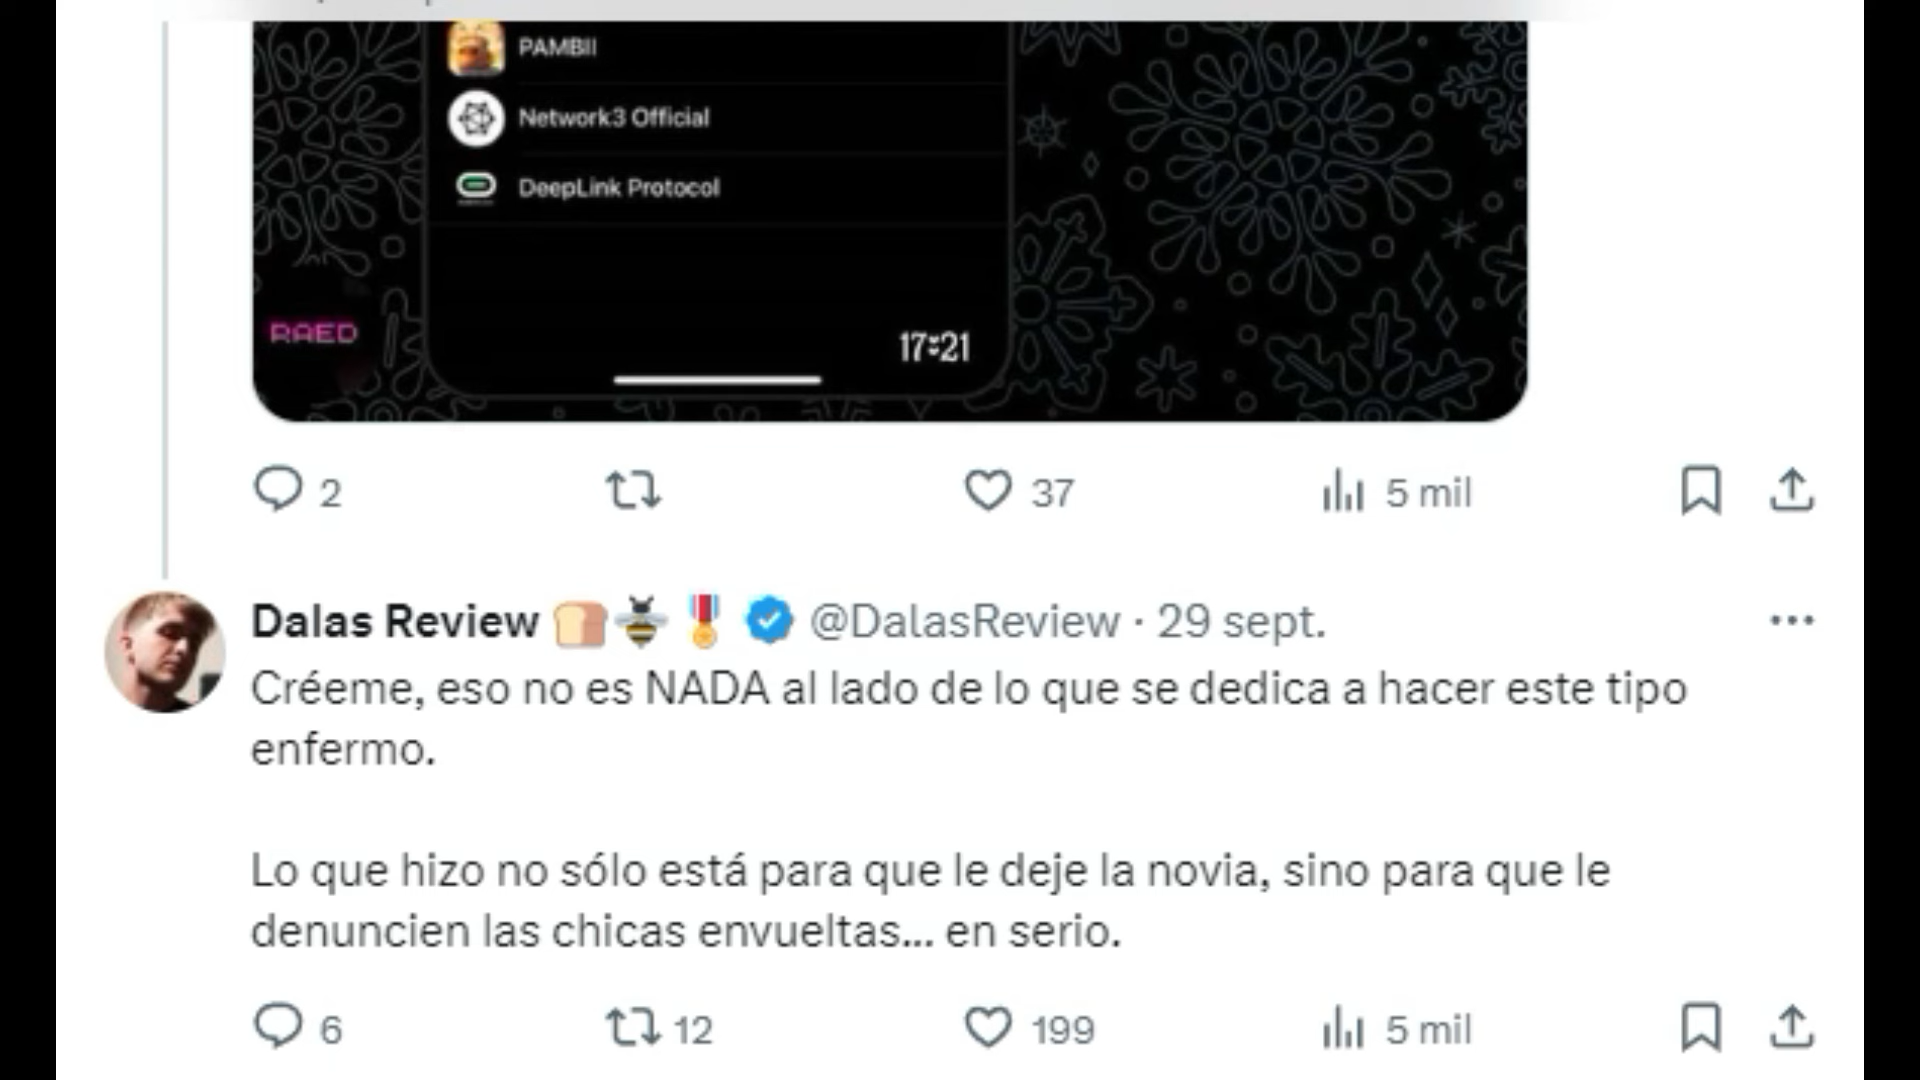 PAMBII
Network3 Official
DeepLink Protocol
RAED
17:21
2
37
5 mil
Dalas Review @DalasReview · 29 sept.
Créeme, eso no es NADA al lado de lo que se dedica a hacer este tipo
enfermo.
Lo que hizo no sólo está para que le deje la novia, sino para que le
denuncien las chicas envueltas... en serio.
6
12
199
5 mil